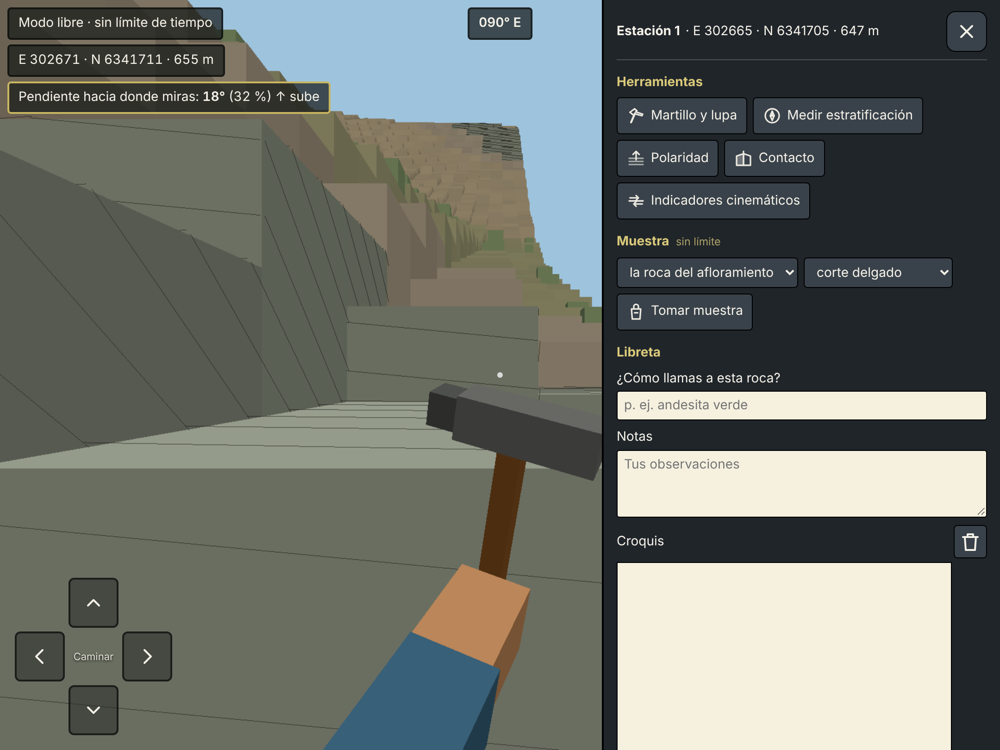 Modo libre · sin límite de tiempo
090° E
E 302671 · N 6341711 · 655 m
Pendiente hacia donde miras: 18° (32 %) ↑ sube
Caminar
Estación 1 · E 302665 · N 6341705 · 647 m
Herramientas
Martillo y lupa
Medir estratificación
Polaridad
Contacto
Indicadores cinemáticos
Muestra sin límite
la roca del afloramiento
corte delgado
Tomar muestra
Libreta
¿Cómo llamas a esta roca?
p. ej. andesita verde
Notas
Tus observaciones
Croquis